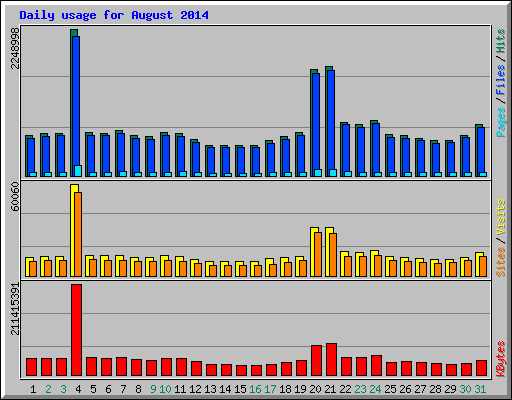 Daily usage for August 2014
2248998
Pages / Files / Hits
60060
Sites / Visits
211415391
KBytes
1 2 3 4 5 6 7 8 9 10 11 12 13 14 15 16 17 18 19 20 21 22 23 24 25 26 27 28 29 30 31